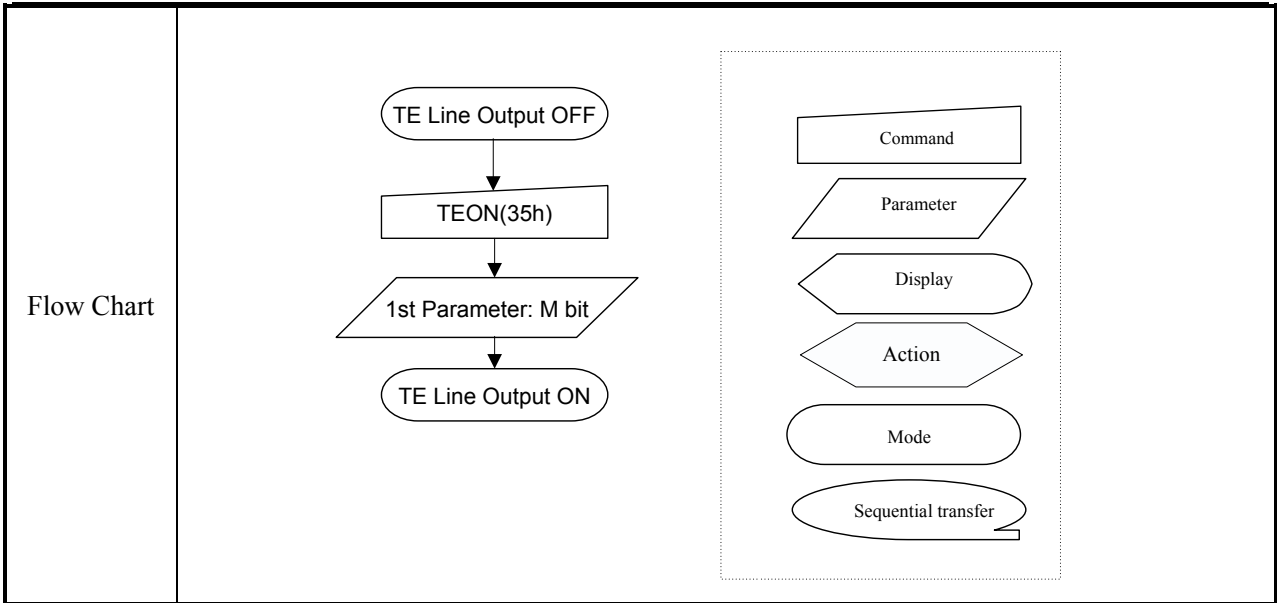 Flow Chart
TE Line Output OFF
TEON(35h)
1st Parameter: M bit
TE Line Output ON
Command
Parameter
Display
Action
Mode
Sequential transfer